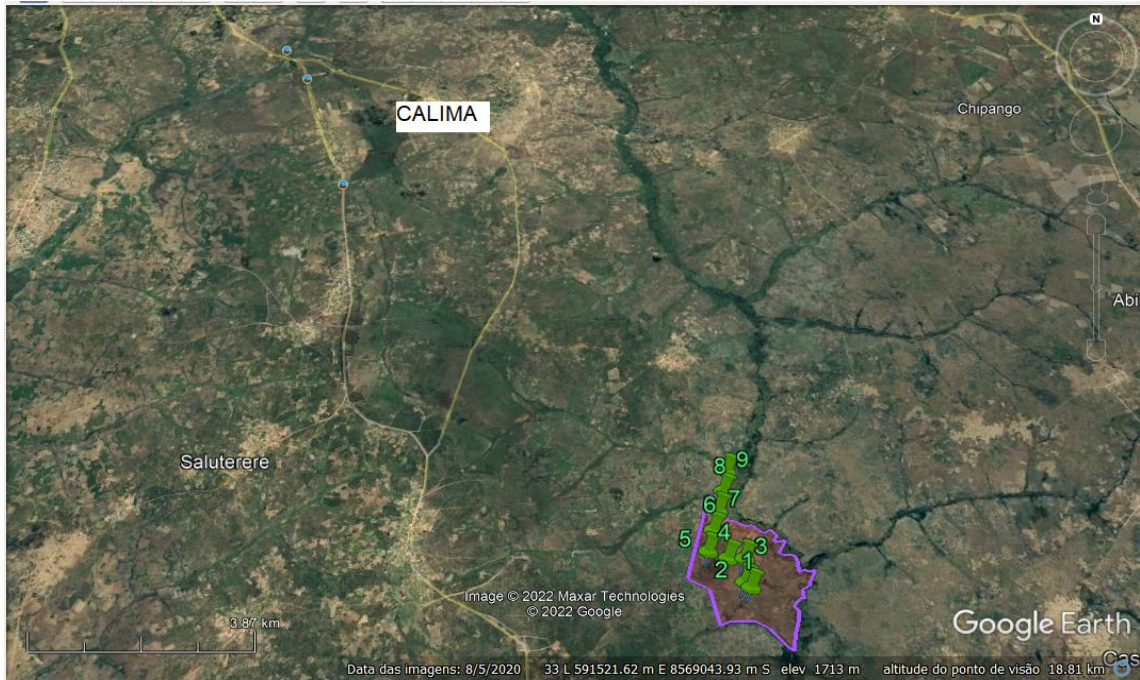 N
CALIMA
Chipango
Abi
Saluterere
8 9
6 7
5 4 3
2 1
Image © 2022 Maxar Technologies
© 2022 Google
3.87 km
Google Earth
Cas
Data das imagens: 8/5/2020 33 L 591521.62 m E 8569043.93 m S elev 1713 m altitude do ponto de visão 18.81 km